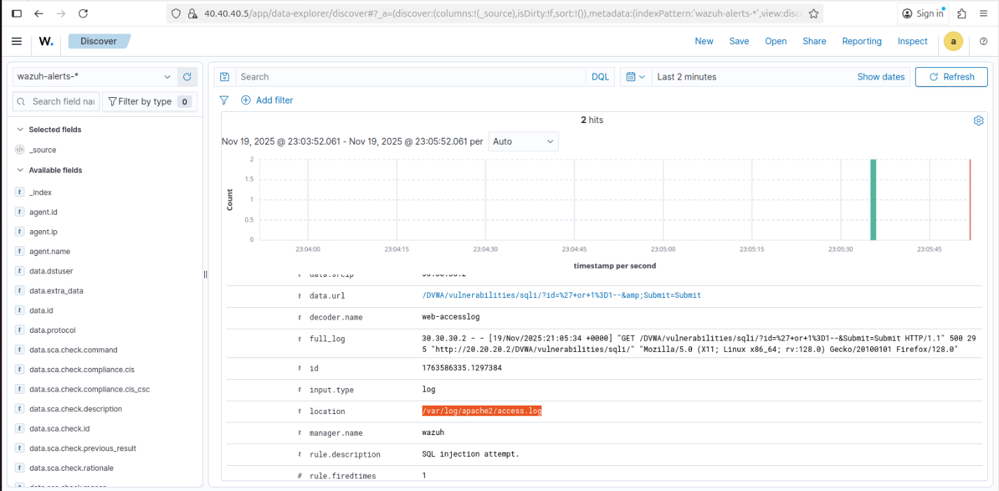 40.40.40.5/app/data-explorer/discover#?_a=(discover:(columns:!(_source),isDirty:!f,sort:!()),metadata:(indexPattern:'wazuh-alerts-*',view:disc
Sign in
W.
Discover
New
Save
Open
Share
Reporting
Inspect
a
wazuh-alerts-*
Search
DQL
Last 2 minutes
Show dates
Refresh
Search field nar
Filter by type 0
Add filter
Selected fields
_source
Available fields
_index
agent.id
agent.ip
agent.name
data.dstuser
data.extra_data
data.id
data.protocol
data.sca.check.command
data.sca.check.compliance.cis
data.sca.check.compliance.cis_csc
data.sca.check.description
data.sca.check.id
data.sca.check.previous_result
data.sca.check.rationale
2 hits
Nov 19, 2025 @ 23:03:52.061 - Nov 19, 2025 @ 23:05:52.061 per Auto
2
1.5
1
0.5
0
Count
23:04:00 23:04:15 23:04:30 23:04:45 23:05:00 23:05:15 23:05:30 23:05:45
timestamp per second
t data.srcip
t data.url /DVWA/vulnerabilities/sqli/?id=%27+or+1%3D1--&amp;Submit=Submit
t decoder.name web-accesslog
t full_log 30.30.30.2 - - [19/Nov/2025:21:05:34 +0000] "GET /DVWA/vulnerabilities/sqli/?id=%27+or+1%3D1--&Submit=Submit HTTP/1.1" 500 29
5 "http://20.20.20.2/DVWA/vulnerabilities/sqli/" "Mozilla/5.0 (X11; Linux x86_64; rv:128.0) Gecko/20100101 Firefox/128.0"
t id 1763586335.1297384
t input.type log
t location /var/log/apache2/access.log
t manager.name wazuh
t rule.description SQL injection attempt.
# rule.firedtimes 1